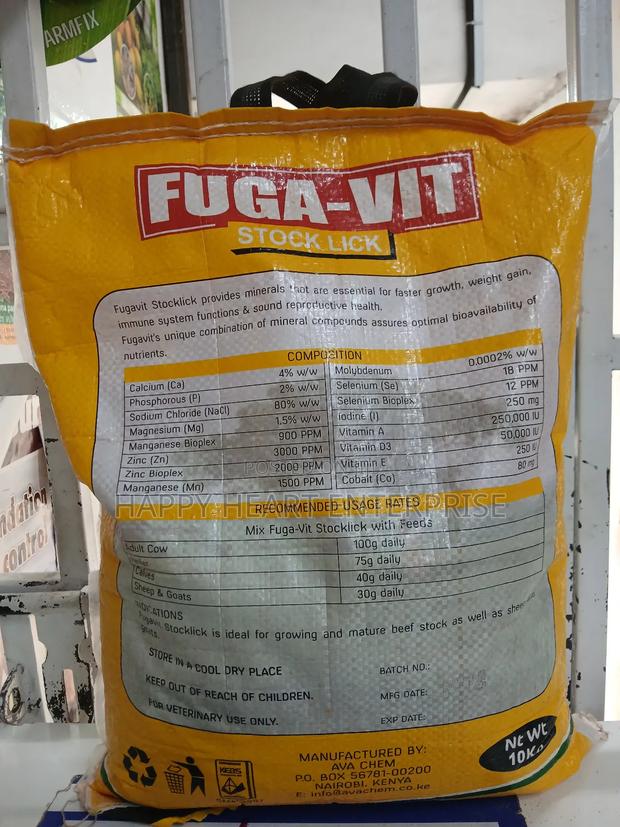 ARMFIX
FUGA-VIT
STOCK LICK
Fugavit Stocklick provides minerals that are essential for faster growth, weight gain,
immune system functions & sound reproductive health.
Fugavit's unique combination of mineral compounds assures optimal bioavailability of
nutrients.
COMPOSITION
Calcium (Ca) 4% w/w
Phosphorous (P) 2% w/w
Sodium Chloride (NaCl) 80% w/w
Magnesium (Mg) 1.5% w/w
Manganese Bioplex 900 PPM
Zinc (Zn) 3000 PPM
Zinc Bioplex 2000 PPM
Manganese (Mn) 1500 PPM
Molybdenum 0.0002% w/w
Selenium (Se) 18 PPM
Selenium Bioplex 12 PPM
Iodine (I) 250 mg
Vitamin A 250,000 IU
Vitamin D3 50,000 IU
Vitamin E 250 IU
Cobalt (Co) 80 mg
HAPPY HEART ENTERPRISE
RECOMMENDED USAGE RATES
Mix Fuga-Vit Stocklick with Feeds
Adult Cow 100g daily
75g daily
Calves 40g daily
Sheep & Goats 30g daily
INDICATIONS
Fugavit Stocklick is ideal for growing and mature beef stock as well as sheep
goats.
STORE IN A COOL DRY PLACE
KEEP OUT OF REACH OF CHILDREN.
FOR VETERINARY USE ONLY.
BATCH NO.:
MFG DATE:
EXP DATE:
KEBS
MANUFACTURED BY:
AVA CHEM
P.O. BOX 56781-00200
NAIROBI, KENYA
E: info@avachem.co.ke
Nt Wt
10Kg